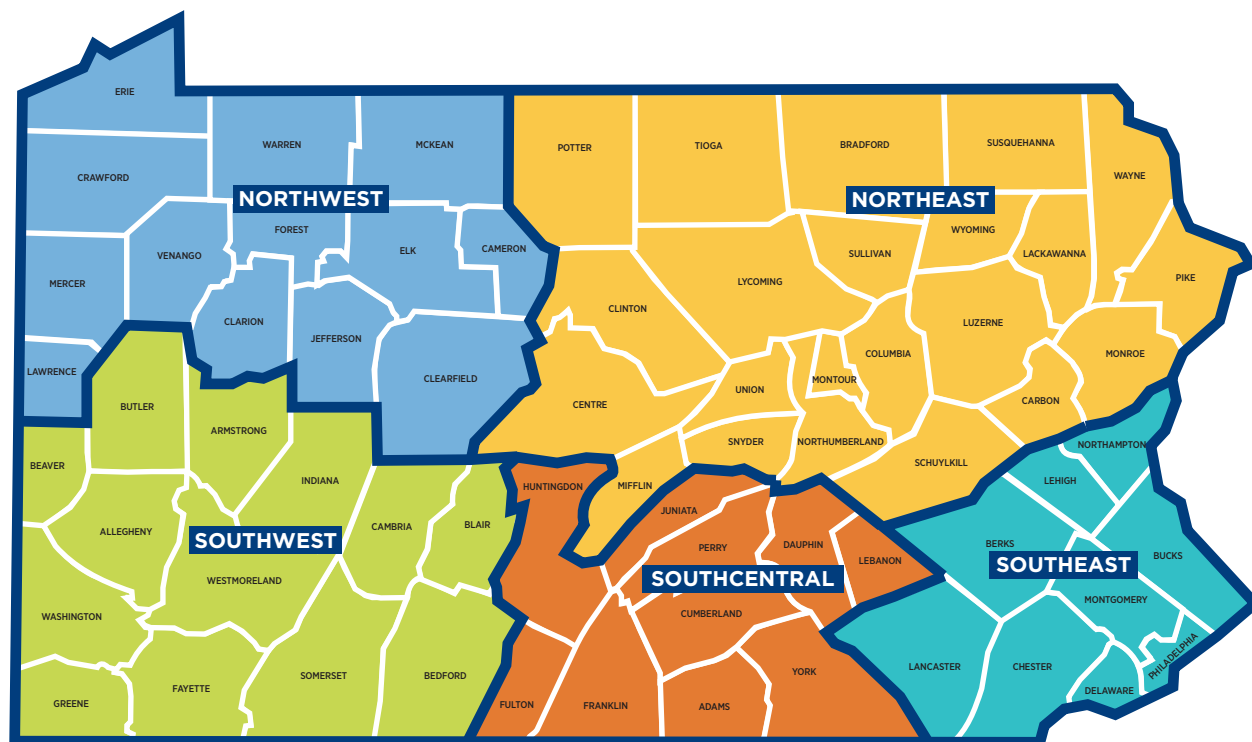 ERIE
WARREN
MCKEAN
CRAWFORD
NORTHWEST
FOREST
VENANGO
ELK
CAMERON
MERCER
CLARION
JEFFERSON
LAWRENCE
CLEARFIELD
POTTER
TIOGA
BRADFORD
SUSQUEHANNA
WAYNE
NORTHEAST
WYOMING
SULLIVAN
LACKAWANNA
PIKE
LYCOMING
CLINTON
LUZERNE
COLUMBIA
MONROE
MONTOUR
UNION
CARBON
CENTRE
SNYDER
NORTHUMBERLAND
SCHUYLKILL
MIFFLIN
BUTLER
ARMSTRONG
BEAVER
INDIANA
ALLEGHENY
CAMBRIA
BLAIR
SOUTHWEST
WESTMORELAND
WASHINGTON
SOMERSET
BEDFORD
FAYETTE
GREENE
HUNTINGDON
JUNIATA
PERRY
DAUPHIN
LEBANON
SOUTHCENTRAL
CUMBERLAND
YORK
FULTON
FRANKLIN
ADAMS
NORTHAMPTON
LEHIGH
BERKS
BUCKS
SOUTHEAST
MONTGOMERY
PHILADELPHIA
LANCASTER
CHESTER
DELAWARE